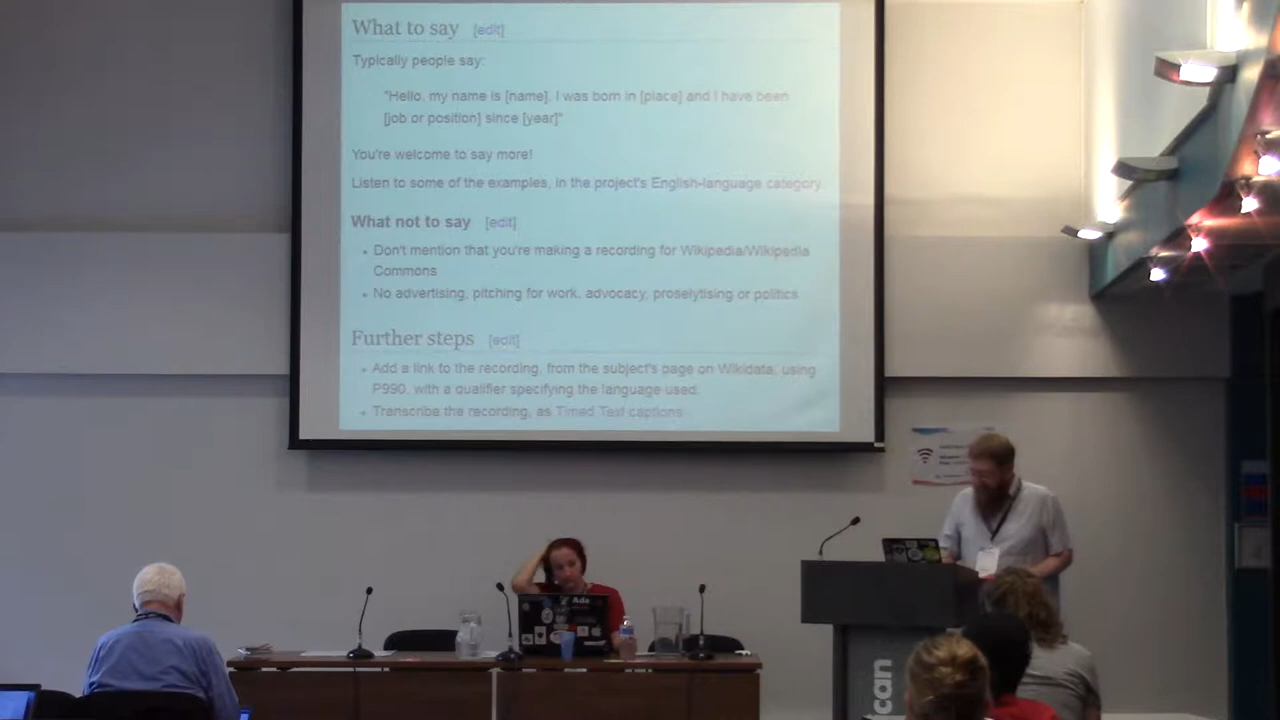 What to say [edit]
Typically people say:
"Hello, my name is [name]. I was born in [place] and I have been
[job or position] since [year]"
You're welcome to say more!
Listen to some of the examples, in the project's English-language category
What not to say [edit]
Don't mention that you're making a recording for Wikipedia/Wikipedia
Commons
No advertising, pitching for work, advocacy, proselytising or politics
Further steps [edit]
Add a link to the recording, from the subject's page on Wikidata, using
P990, with a qualifier specifying the language used.
Transcribe the recording, as Timed Text captions
Ada
can